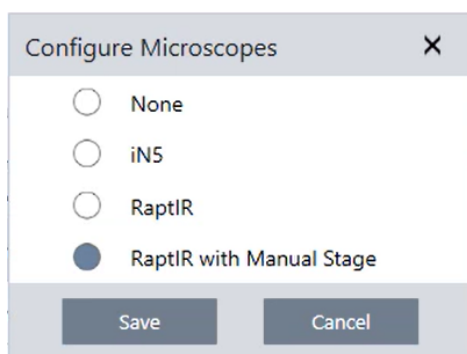 Configure Microscopes
None
iN5
RaptIR
RaptIR with Manual Stage
Save Cancel